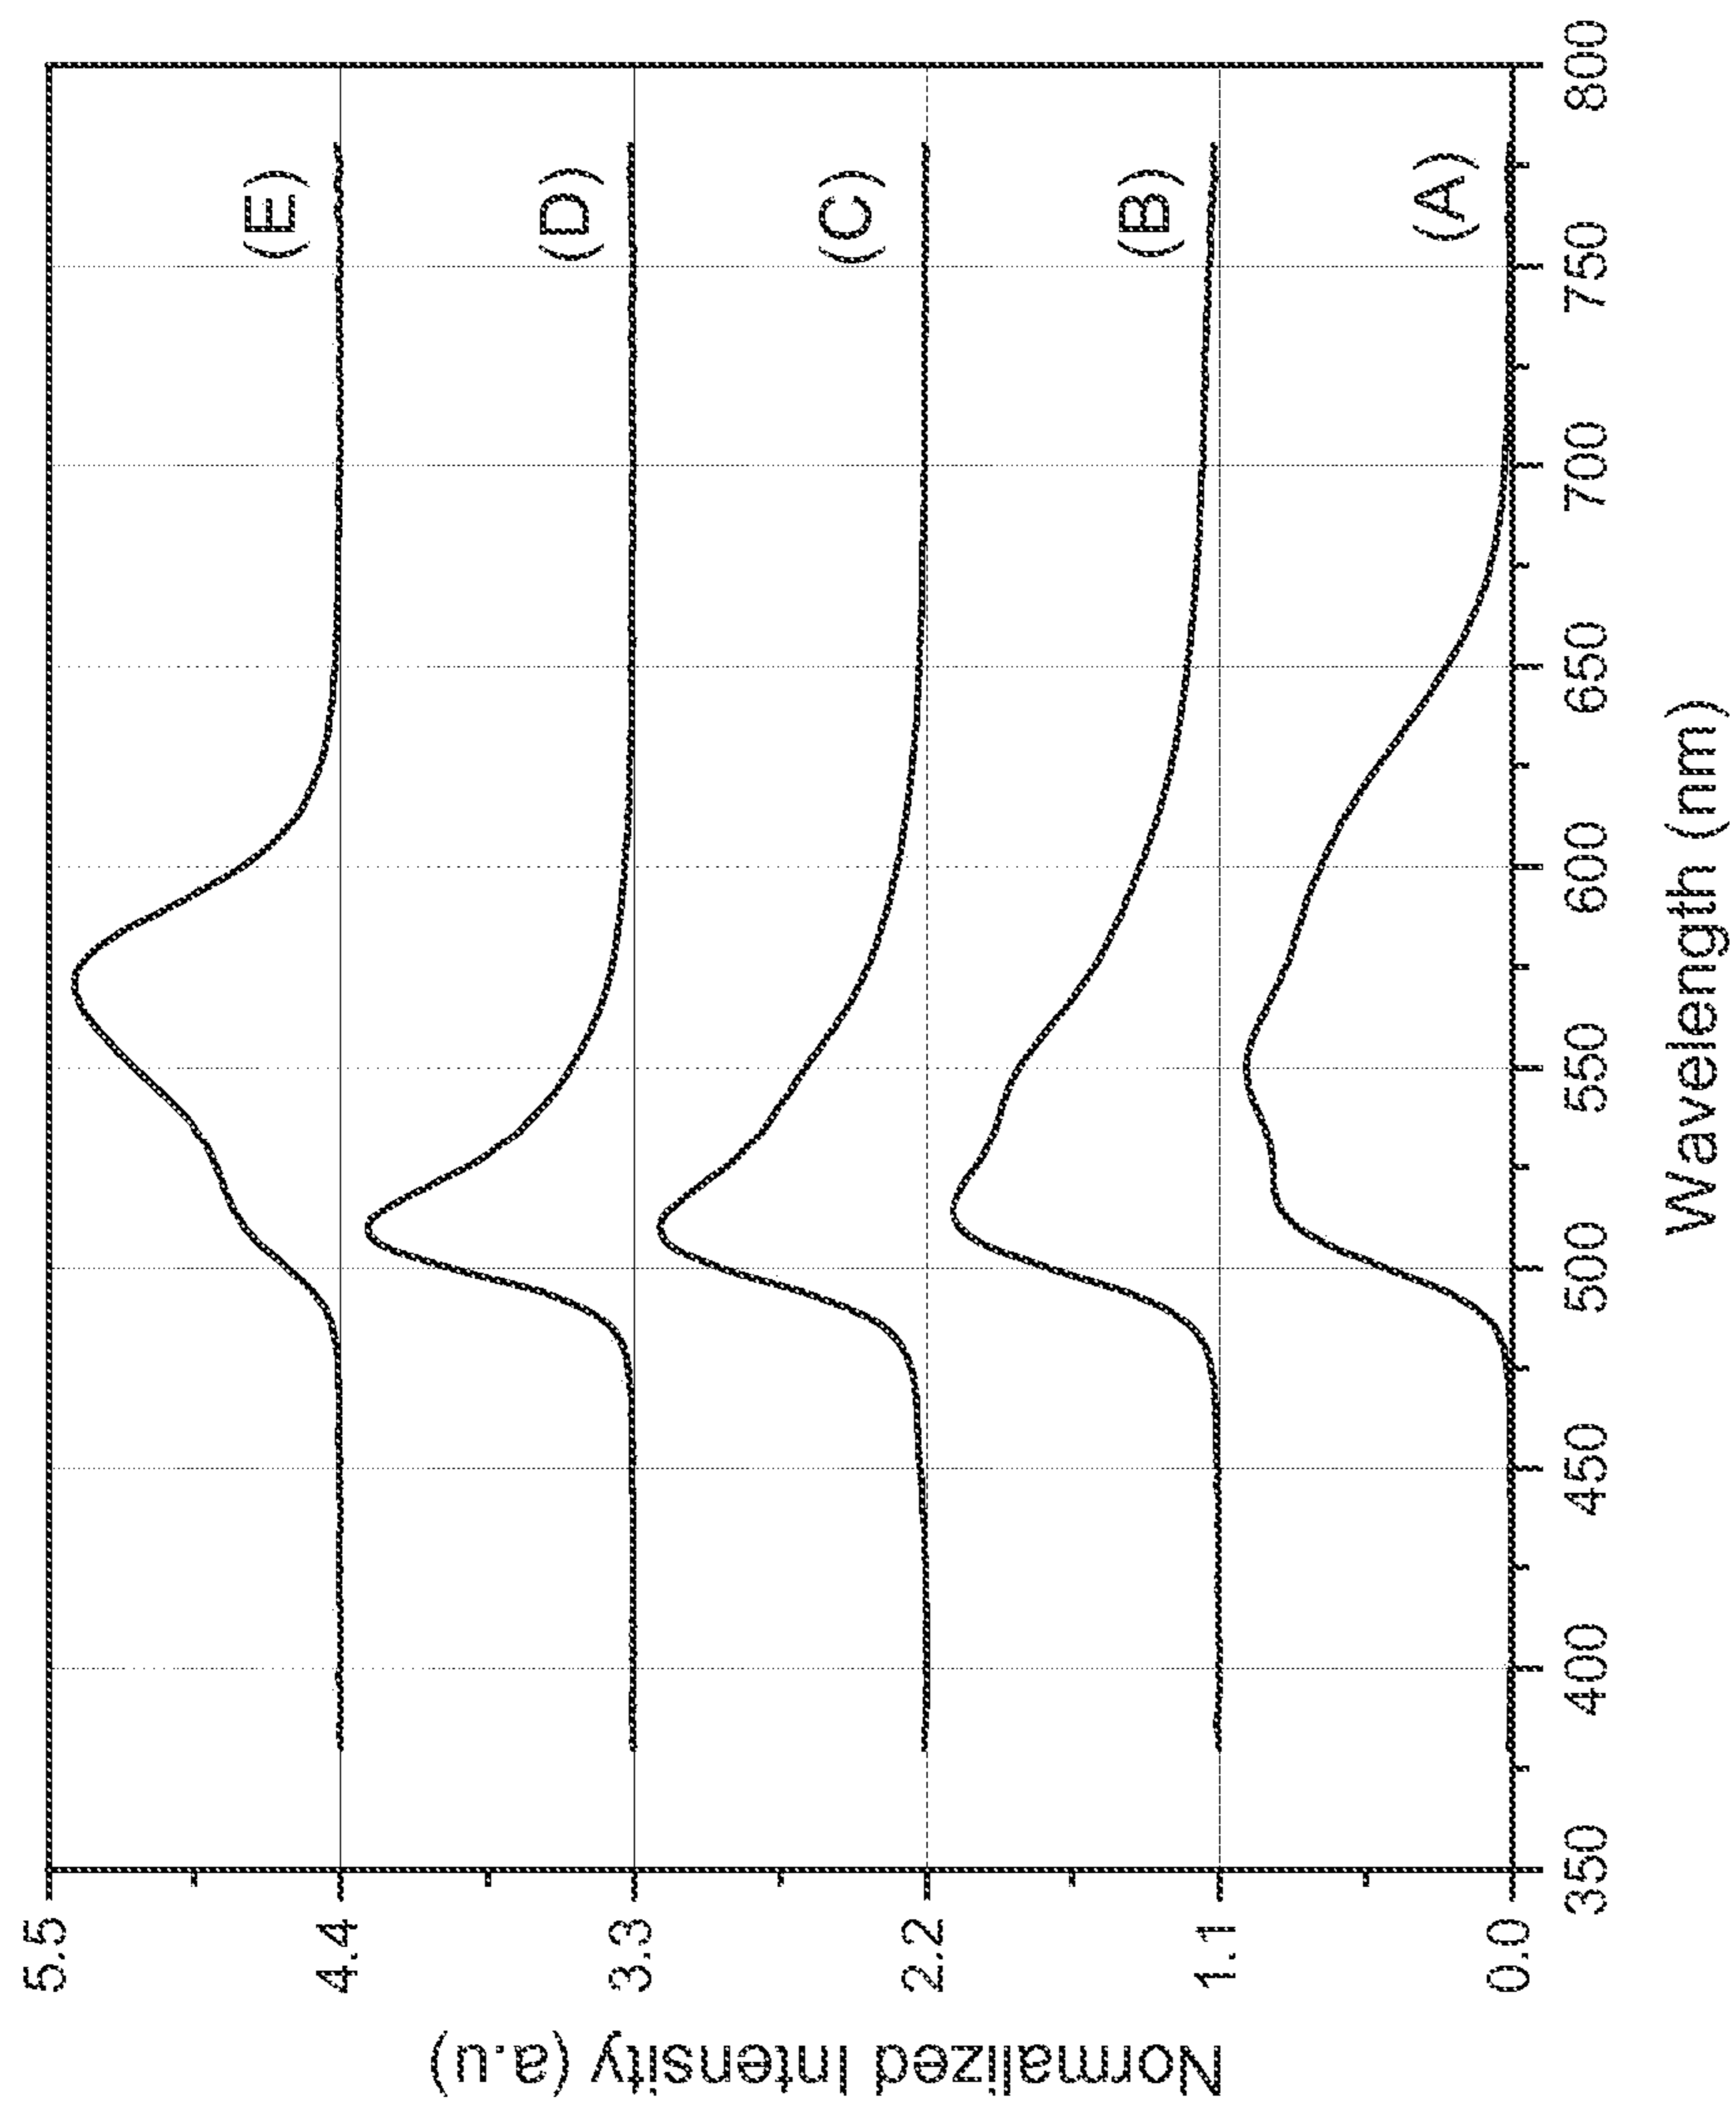 Normalized Intensity (a.u)
5.5
4.4
3.3
2.2
1.1
0.0
(E)
(D)
(C)
(B)
(A)
350 400 450 500 550 600 650 700 750 800
Wavelength (nm)